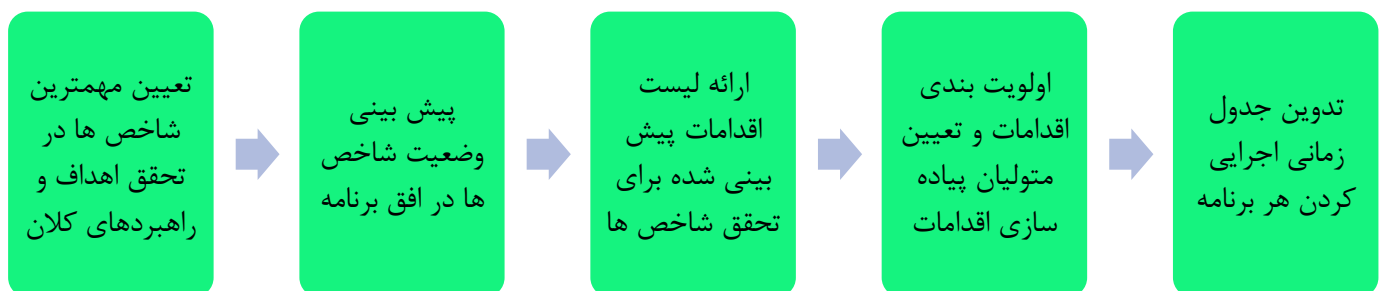 تعیین مهمترین
شاخص ها در
تحقق اهداف و
راهبردهای کلان
پیش بینی
وضعیت شاخص
ها در افق برنامه
ارائه لیست
اقدامات پیش
بینی شده برای
تحقق شاخص ها
اولویت بندی
اقدامات و تعیین
متولیان پیاده
سازی اقدامات
تدوین جدول
زمانی اجرایی
کردن هر برنامه